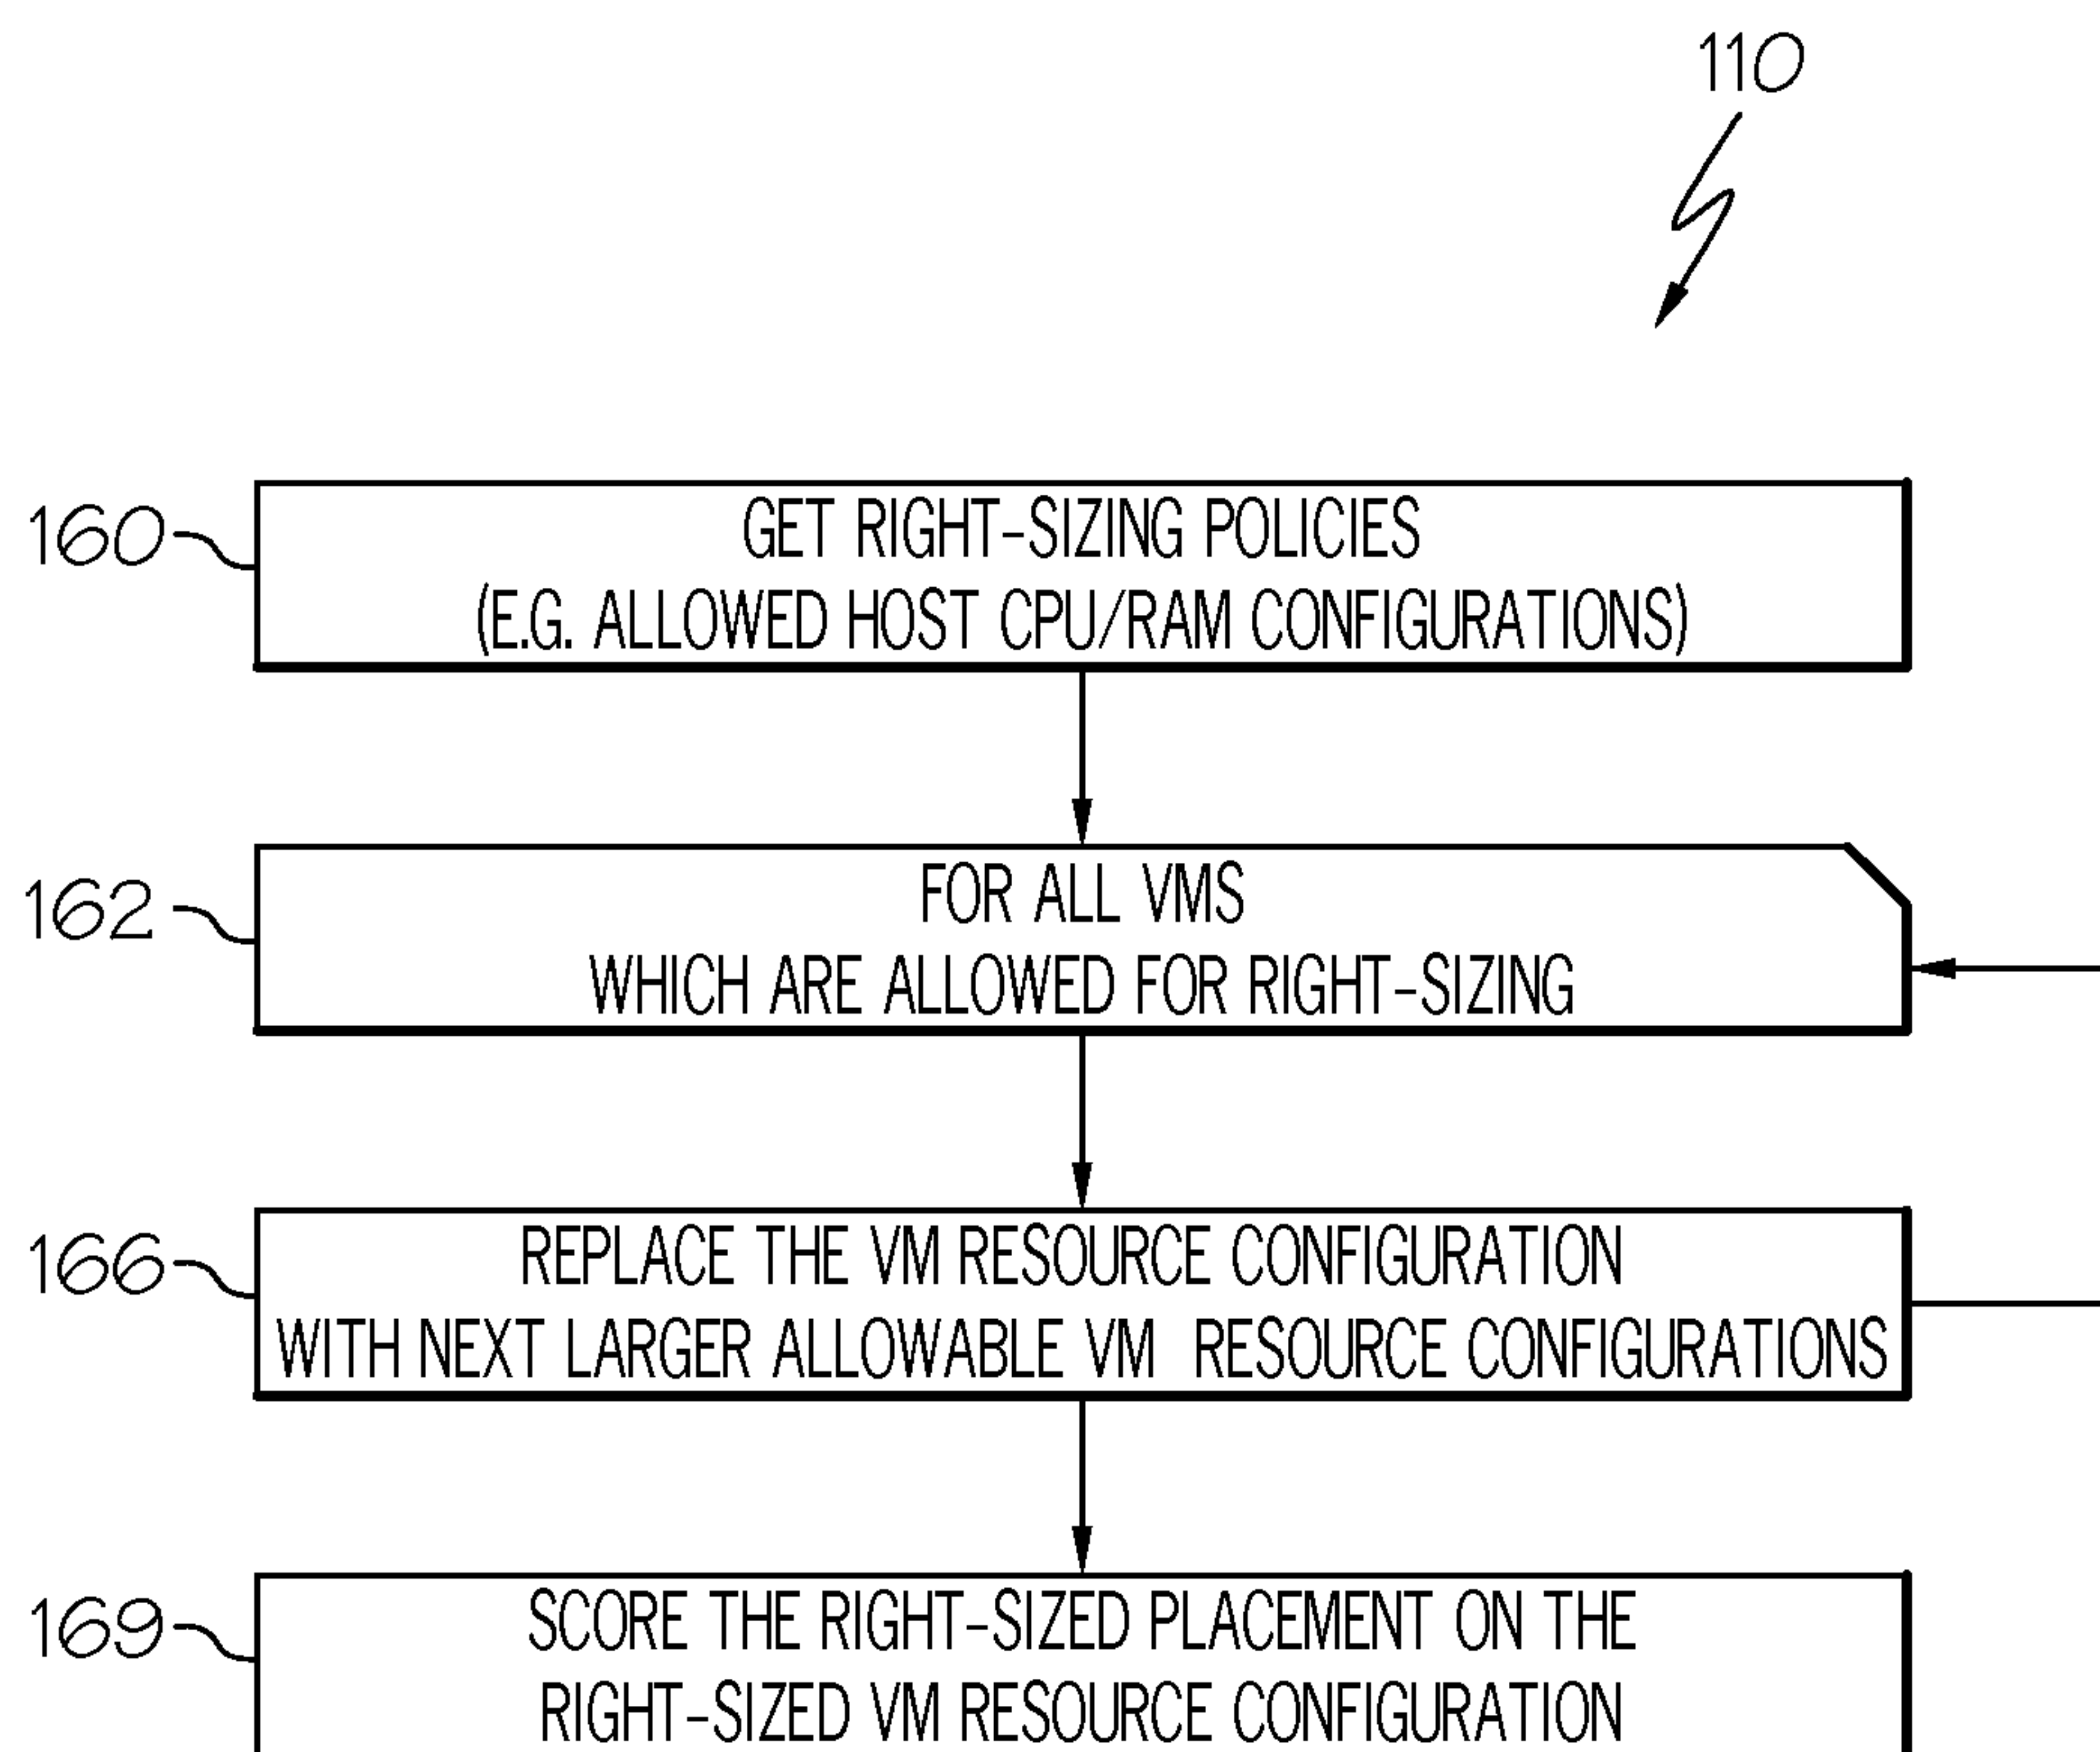 110
160
GET RIGHT-SIZING POLICIES
(E.G. ALLOWED HOST CPU/RAM CONFIGURATIONS)
162
FOR ALL VMS
WHICH ARE ALLOWED FOR RIGHT-SIZING
166
REPLACE THE VM RESOURCE CONFIGURATION
WITH NEXT LARGER ALLOWABLE VM RESOURCE CONFIGURATIONS
169
SCORE THE RIGHT-SIZED PLACEMENT ON THE
RIGHT-SIZED VM RESOURCE CONFIGURATION